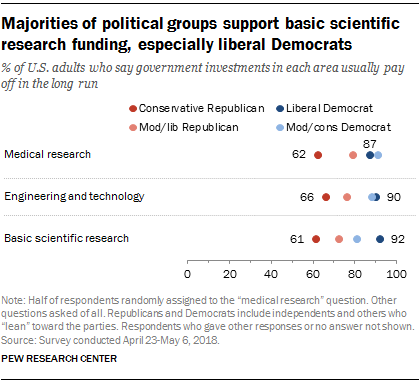 Majorities of political groups support basic scientific
research funding, especially liberal Democrats
% of U.S. adults who say government investments in each area usually pay
off in the long run
Conservative Republican Liberal Democrat
Mod/lib Republican Mod/cons Democrat
87
Medical research 62
Engineering and technology 66 90
Basic scientific research 61 92
0 20 40 60 80 100
Note: Half of respondents randomly assigned to the “medical research” question. Other
questions asked of all. Republicans and Democrats include independents and others who
“lean” toward the parties. Respondents who gave other responses or no answer not shown.
Source: Survey conducted April 23-May 6, 2018.
PEW RESEARCH CENTER